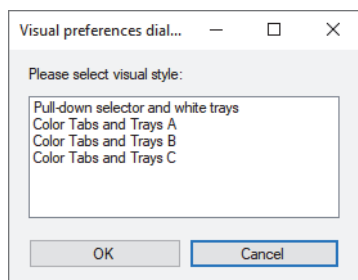 Visual preferences dial...
Please select visual style:
Pull-down selector and white trays
Color Tabs and Trays A
Color Tabs and Trays B
Color Tabs and Trays C
OK
Cancel